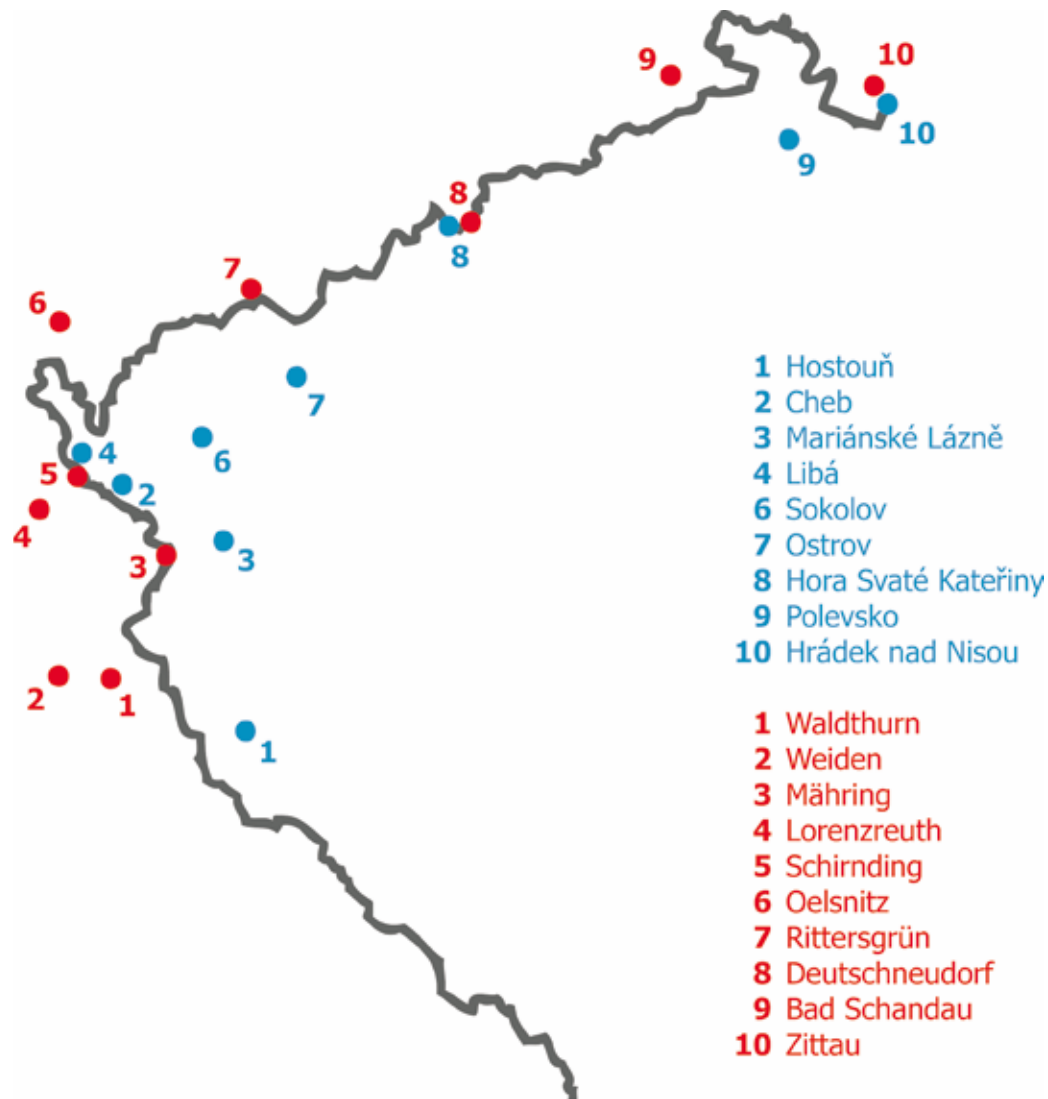 9
10
10
9
8
8
7
6
7
4
6
5
2
4
3
3
2
1
1
1 Hostouň
2 Cheb
3 Mariánské Lázně
4 Libá
6 Sokolov
7 Ostrov
8 Hora Svaté Kateřiny
9 Polevsko
10 Hrádek nad Nisou
1 Waldthurn
2 Weiden
3 Mähring
4 Lorenzreuth
5 Schirnding
6 Oelsnitz
7 Rittersgrün
8 Deutschneudorf
9 Bad Schandau
10 Zittau